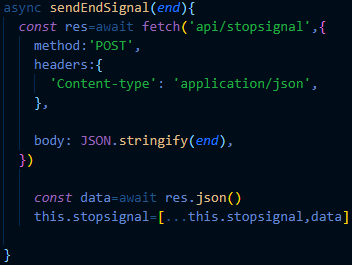 async sendEndSignal(end){
const res=await fetch('api/stopsignal',{
method:'POST',
headers:{
'Content-type': 'application/json',
},
body: JSON.stringify(end),
})
const data=await res.json()
this.stopsignal=[...this.stopsignal,data]
}